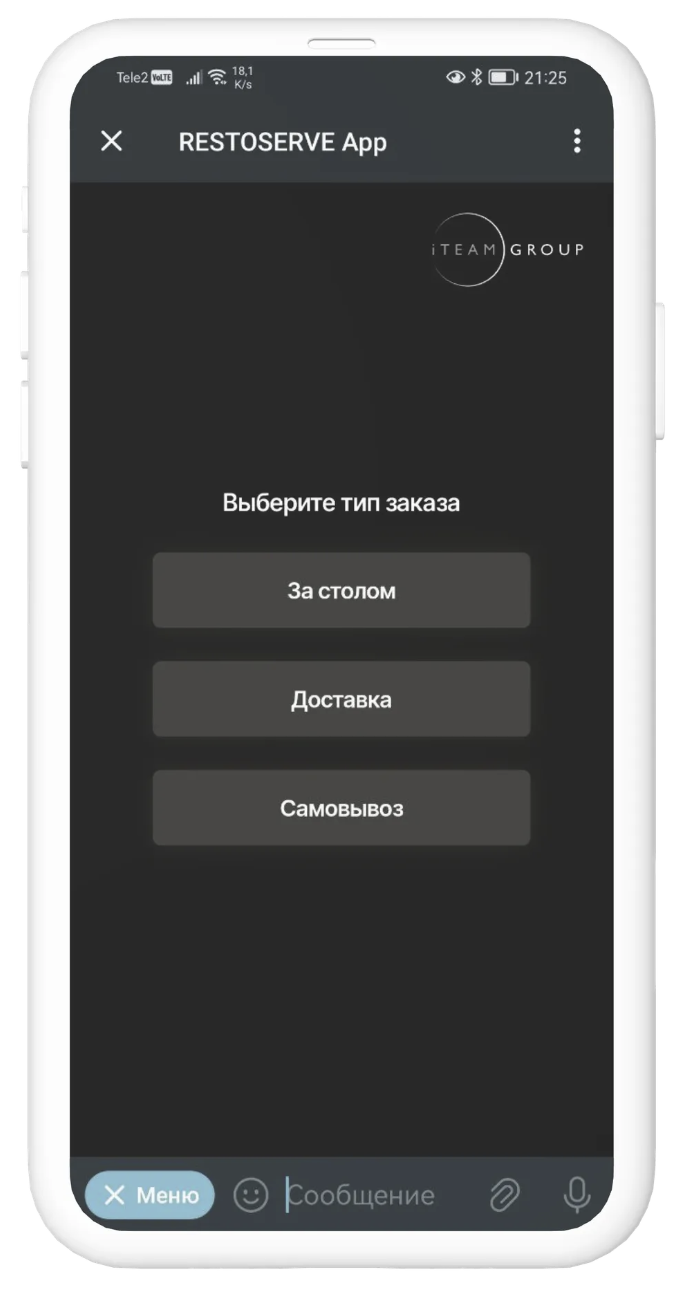 Tele2 VoLTE 18,1 K/s 21:25
RESTOSERVE App
iTEAM GROUP
Выберите тип заказа
За столом
Доставка
Самовывоз
Меню Сообщение